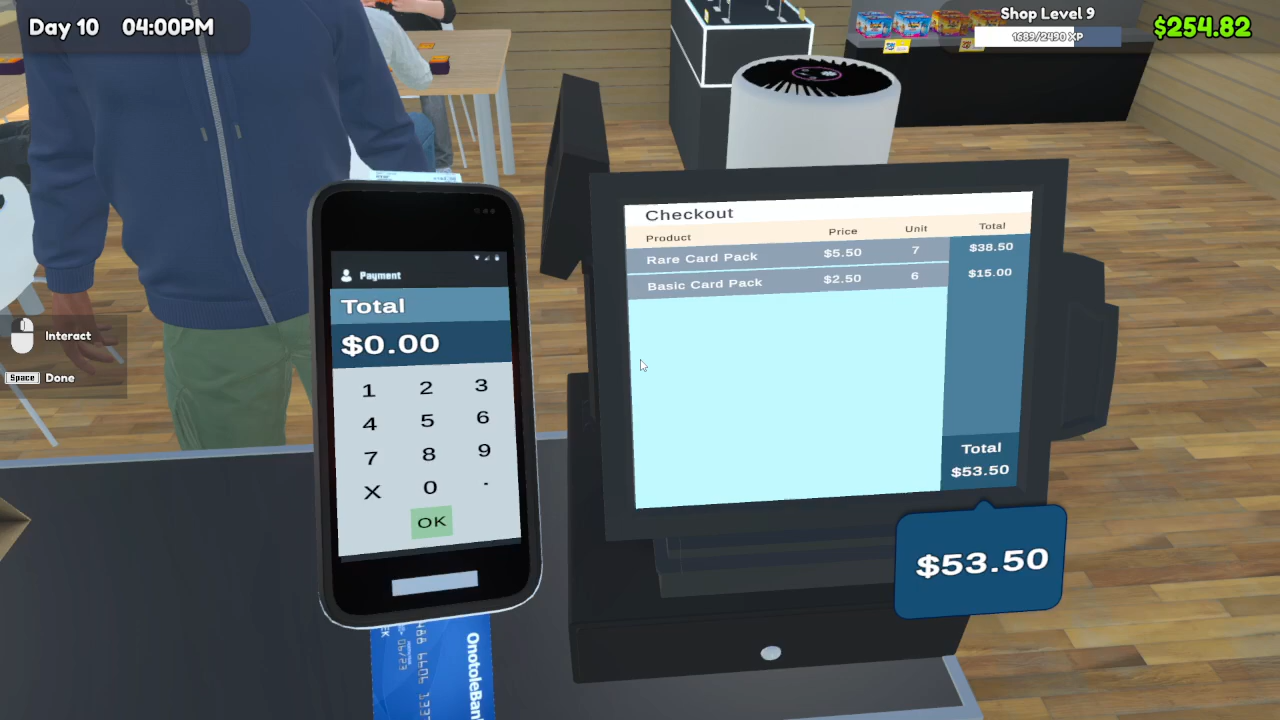 Day 10 04:00PM
Shop Level 9
1689/2490 XP
$254.82
Interact
Space Done
Payment
Total
$0.00
1 2 3
4 5 6
7 8 9
X 0 .
OK
Checkout
Product Price Unit Total
Rare Card Pack $5.50 7 $38.50
Basic Card Pack $2.50 6 $15.00
Total
$53.50
$53.50
OnotoleBank
06/23
6606